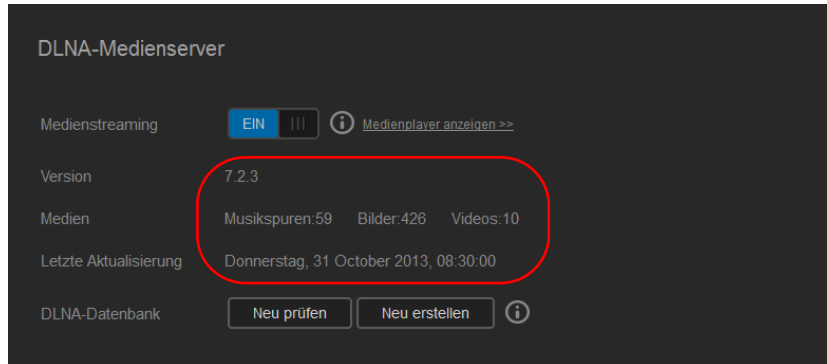 DLNA-Medienserver
Medienstreaming EIN Medienplayer anzeigen >>
Version 7.2.3
Medien Musikspuren:59 Bilder:426 Videos:10
Letzte Aktualisierung Donnerstag, 31 October 2013, 08:30:00
DLNA-Datenbank Neu prüfen Neu erstellen